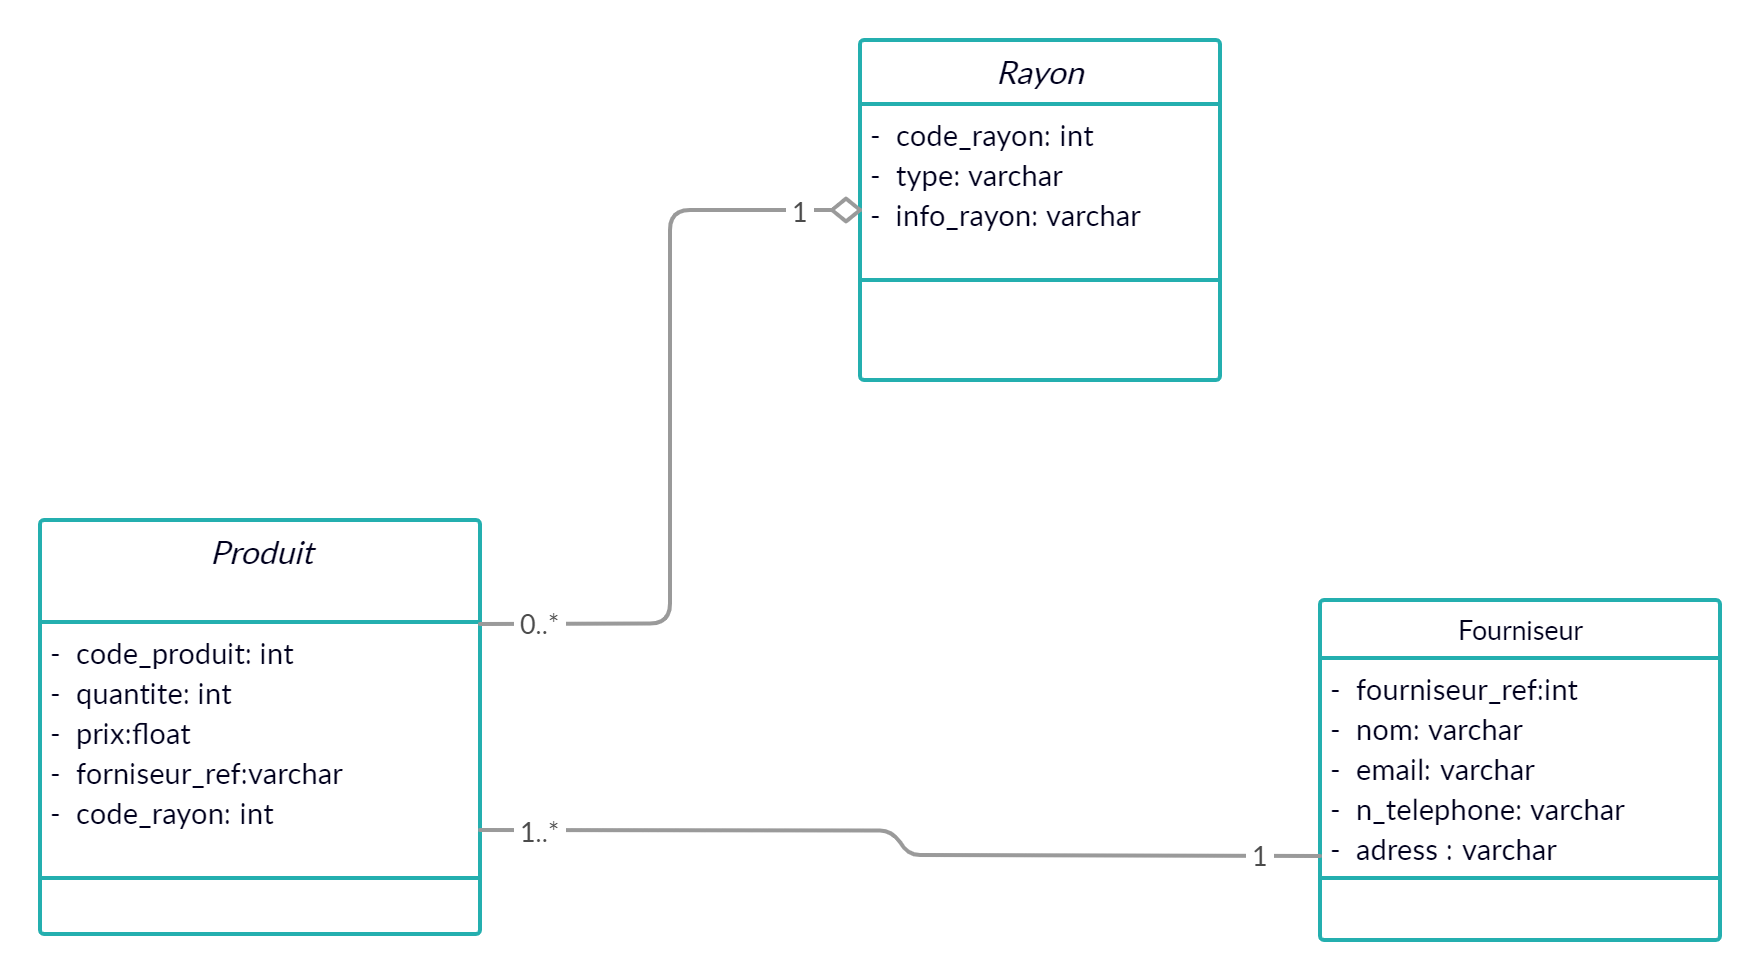 Rayon
- code_rayon: int
- type: varchar
- info_rayon: varchar
1
Produit
- code_produit: int
- quantite: int
- prix:float
- forniseur_ref:varchar
- code_rayon: int
0..*
1..*
1
Fourniseur
- fourniseur_ref:int
- nom: varchar
- email: varchar
- n_telephone: varchar
- adress : varchar